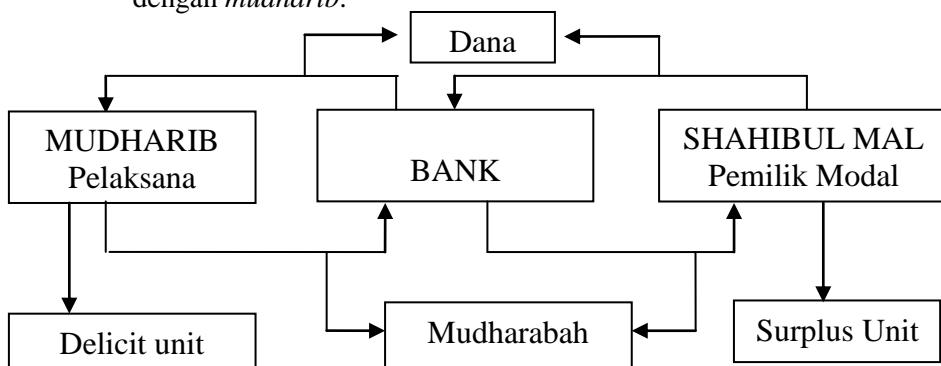 dengan mudharib.
Dana
MUDHARIB
Pelaksana
BANK
SHAHIBUL MAL
Pemilik Modal
Delicit unit
Mudharabah
Surplus Unit